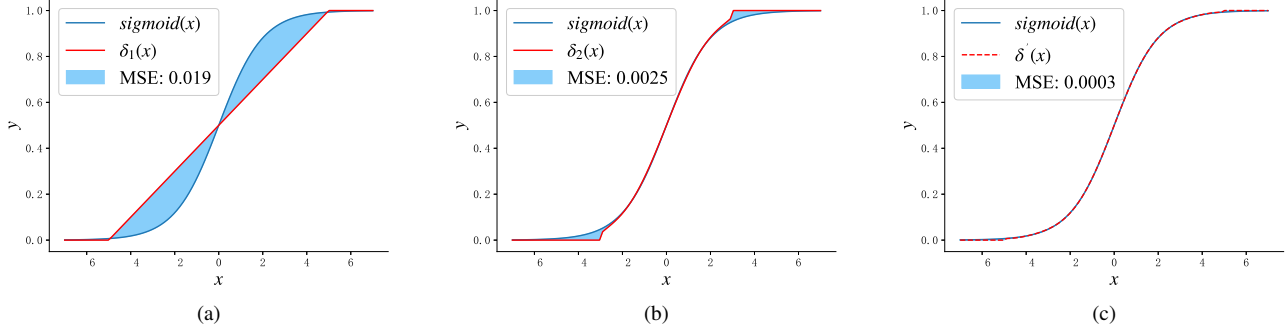 1.0
0.8
0.6
0.4
0.2
0.0
y
sigmoid(x)
δ₁(x)
MSE: 0.019
6 4 2 0 2 4 6
x
(a)
1.0
0.8
0.6
0.4
0.2
0.0
y
sigmoid(x)
δ₂(x)
MSE: 0.0025
6 4 2 0 2 4 6
x
(b)
1.0
0.8
0.6
0.4
0.2
0.0
y
sigmoid(x)
δ′(x)
MSE: 0.0003
6 4 2 0 2 4 6
x
(c)